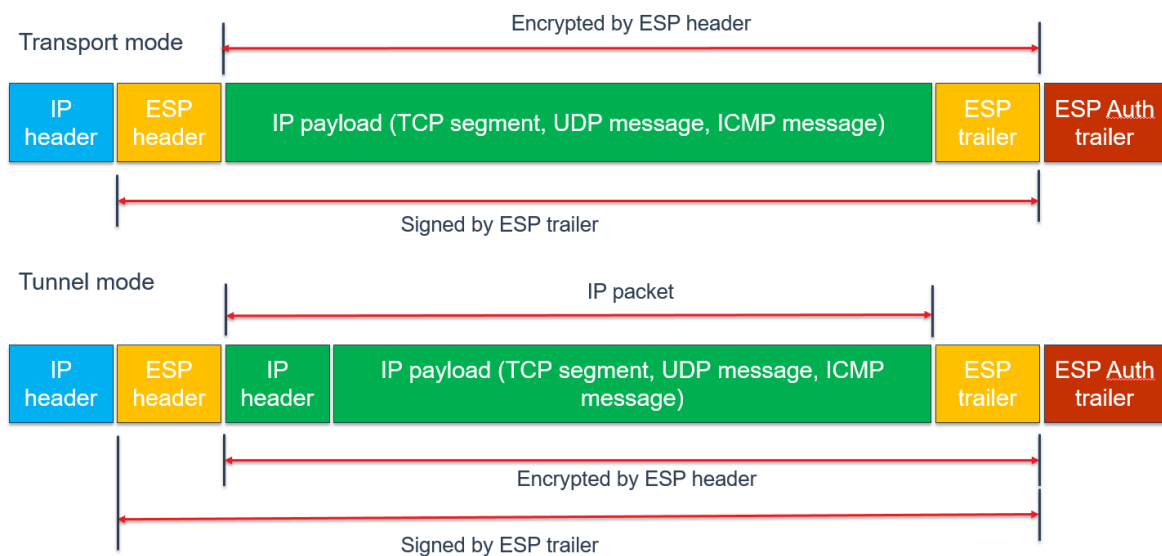 Encrypted by ESP header
Transport mode
IP header
ESP header
IP payload (TCP segment, UDP message, ICMP message)
ESP trailer
ESP Auth trailer
Signed by ESP trailer
Tunnel mode
IP packet
IP header
ESP header
IP header
IP payload (TCP segment, UDP message, ICMP
message)
ESP trailer
ESP Auth trailer
Encrypted by ESP header
Signed by ESP trailer